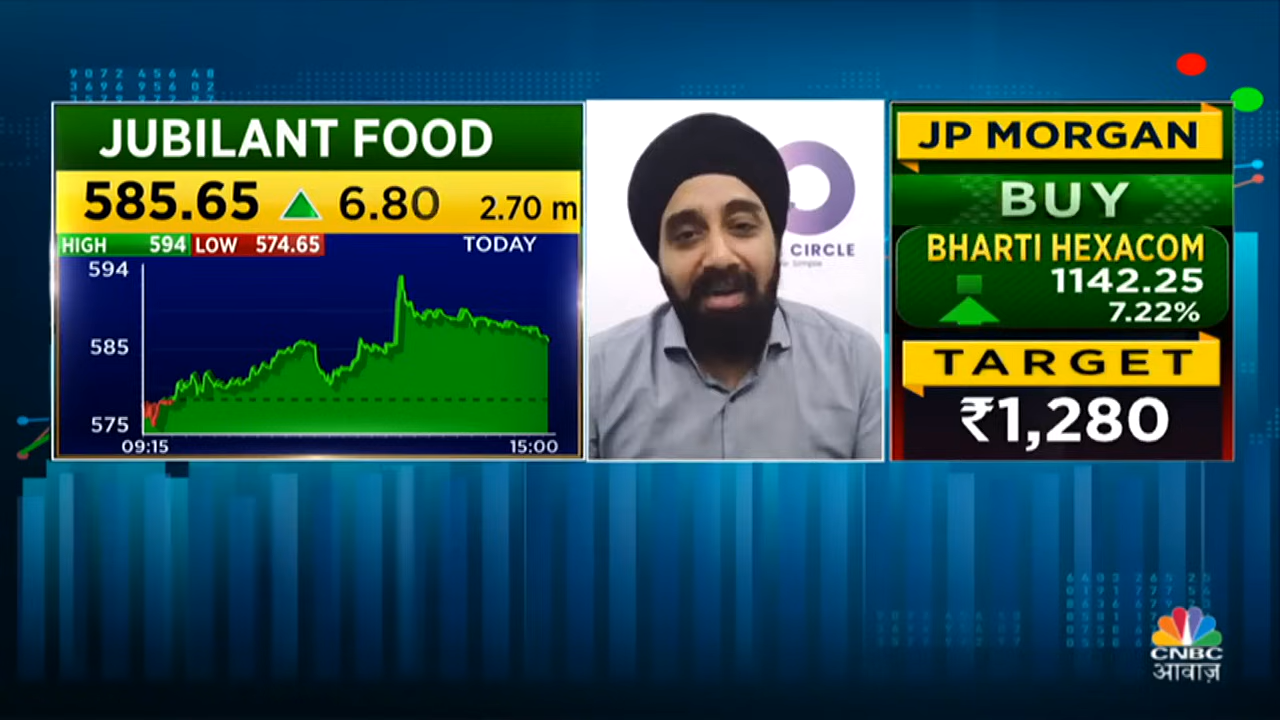 JUBILANT FOOD
585.65 6.80 2.70 m
HIGH 594 LOW 574.65 TODAY
594
585
575
09:15 15:00
CIRCLE
Simple
JP MORGAN
BUY
BHARTI HEXACOM
1142.25
7.22%
TARGET
₹1,280
CNBC
आवाज़